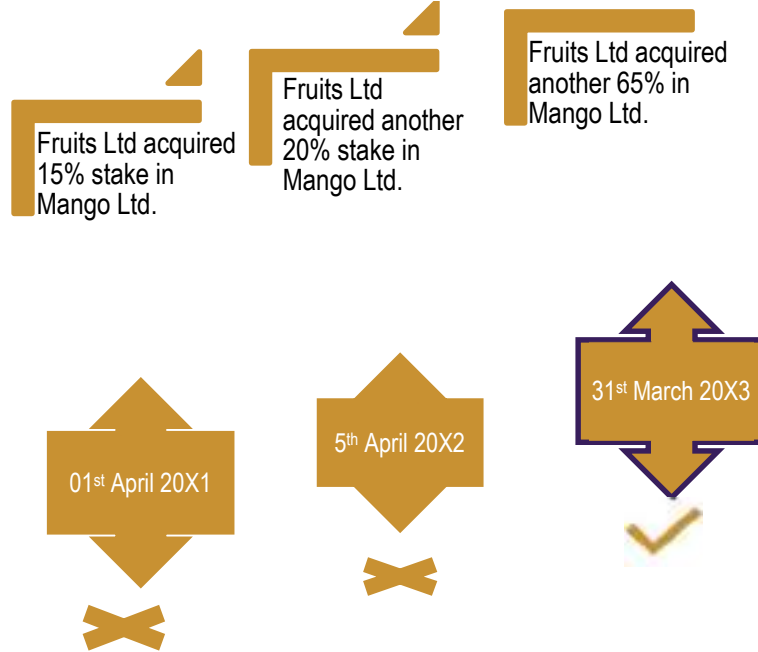 Fruits Ltd acquired
15% stake in
Mango Ltd.
Fruits Ltd
acquired another
20% stake in
Mango Ltd.
Fruits Ltd acquired
another 65% in
Mango Ltd.
01st April 20X1
5th April 20X2
31st March 20X3